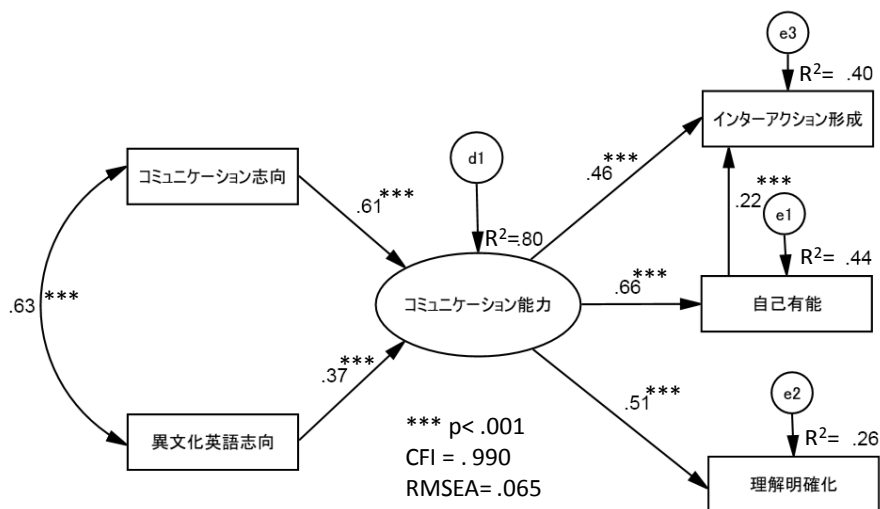 e3
R²= .40
インターアクション形成
d1
コミュニケーション志向
.46***
***
.22
e1
.61***
R²=.80
R²= .44
.63 ***
コミュニケーション能力
.66***
自己有能
.37***
.51***
e2
*** p< .001
R²= .26
異文化英語志向
CFI = . 990
理解明確化
RMSEA= .065